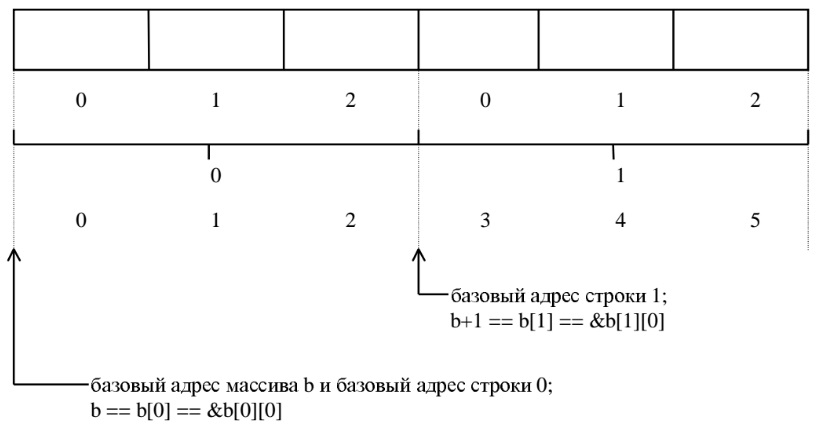 0 1 2 0 1 2
0 1
0 1 2 3 4 5
базовый адрес строки 1;
b+1 == b[1] == &b[1][0]
базовый адрес массива b и базовый адрес строки 0;
b == b[0] == &b[0][0]